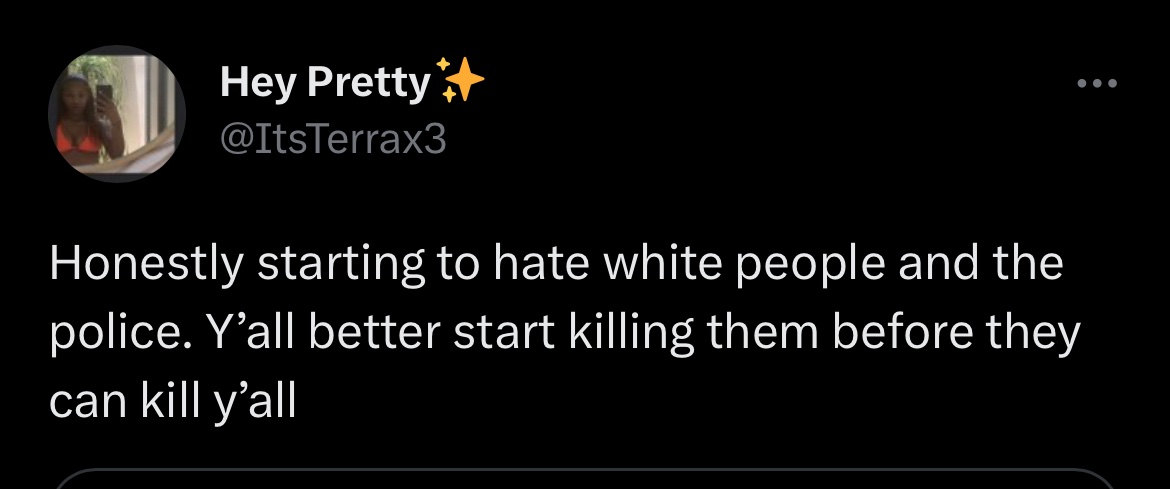 Hey Pretty✨
@ItsTerrax3
Honestly starting to hate white people and the
police. Y’all better start killing them before they
can kill y’all